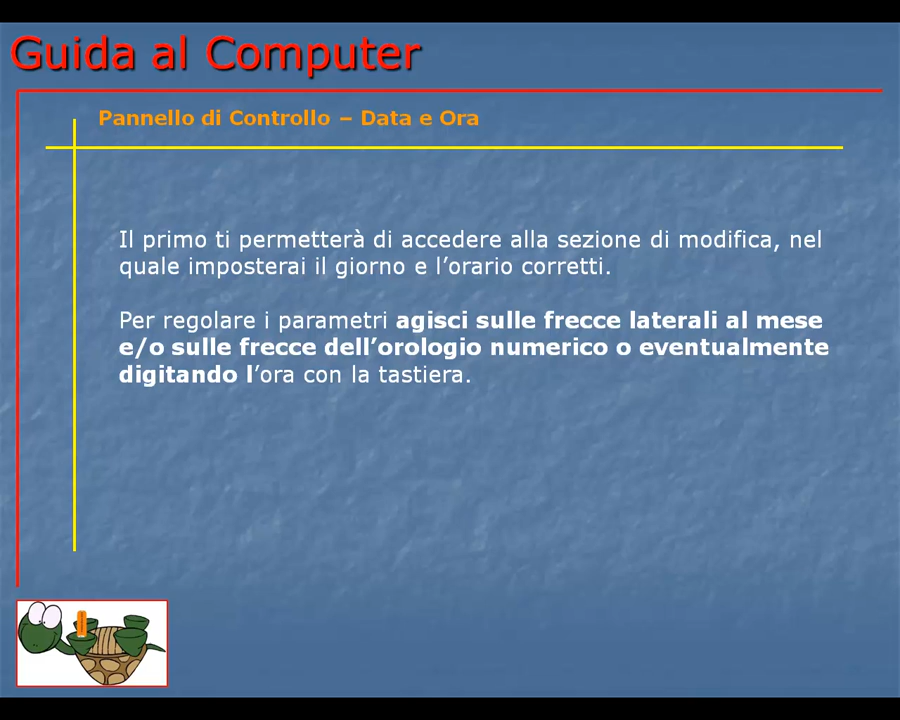 Guida al Computer
Pannello di Controllo – Data e Ora
Il primo ti permetterà di accedere alla sezione di modifica, nel
quale imposterai il giorno e l’orario corretti.
Per regolare i parametri agisci sulle frecce laterali al mese
e/o sulle frecce dell’orologio numerico o eventualmente
digitando l’ora con la tastiera.